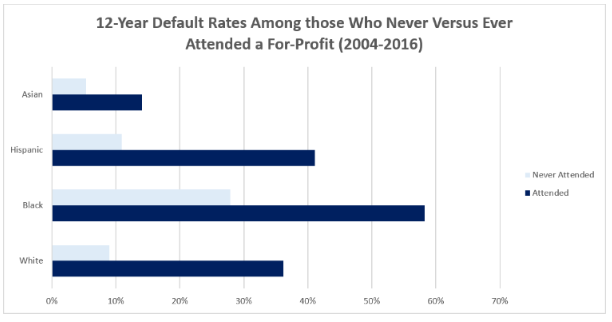 12-Year Default Rates Among those Who Never Versus Ever
Attended a For-Profit (2004-2016)
Asian
Hispanic
Black
White
Never Attended
Attended
0% 10% 20% 30% 40% 50% 60% 70%